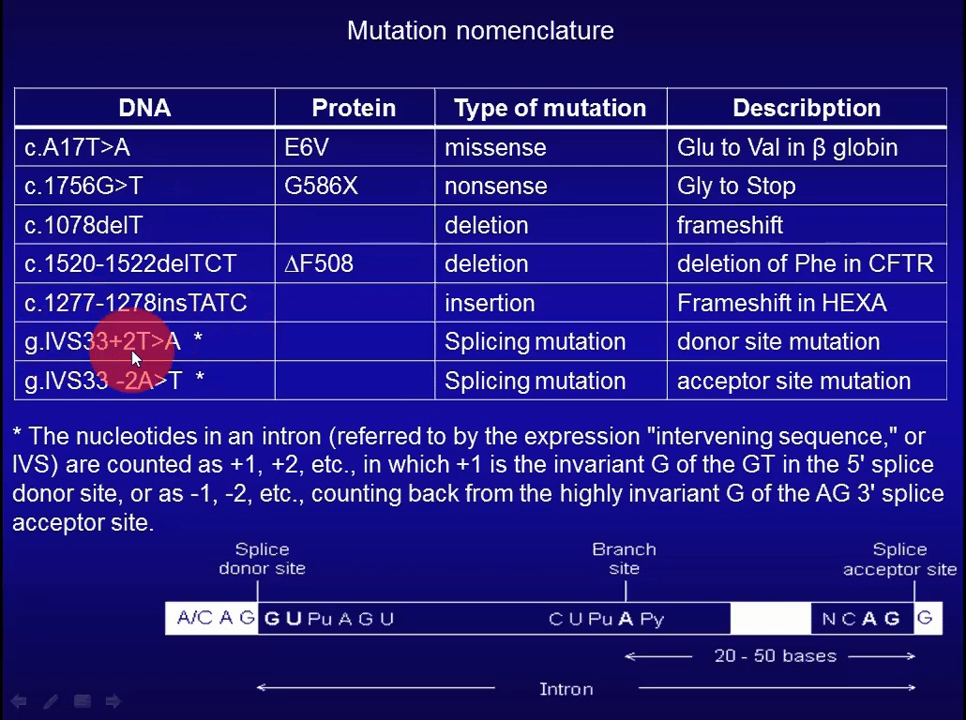 Mutation nomenclature
DNA Protein Type of mutation Describption
c.A17T>A E6V missense Glu to Val in β globin
c.1756G>T G586X nonsense Gly to Stop
c.1078delT deletion frameshift
c.1520-1522delTCT ∆F508 deletion deletion of Phe in CFTR
c.1277-1278insTATC insertion Frameshift in HEXA
g.IVS33+2T>A * Splicing mutation donor site mutation
g.IVS33 -2A>T * Splicing mutation acceptor site mutation
* The nucleotides in an intron (referred to by the expression "intervening sequence," or
IVS) are counted as +1, +2, etc., in which +1 is the invariant G of the GT in the 5' splice
donor site, or as -1, -2, etc., counting back from the highly invariant G of the AG 3' splice
acceptor site.
Splice Branch Splice
donor site site acceptor site
A/C A G G U Pu A G U C U Pu A Py N C A G G
20 - 50 bases
Intron